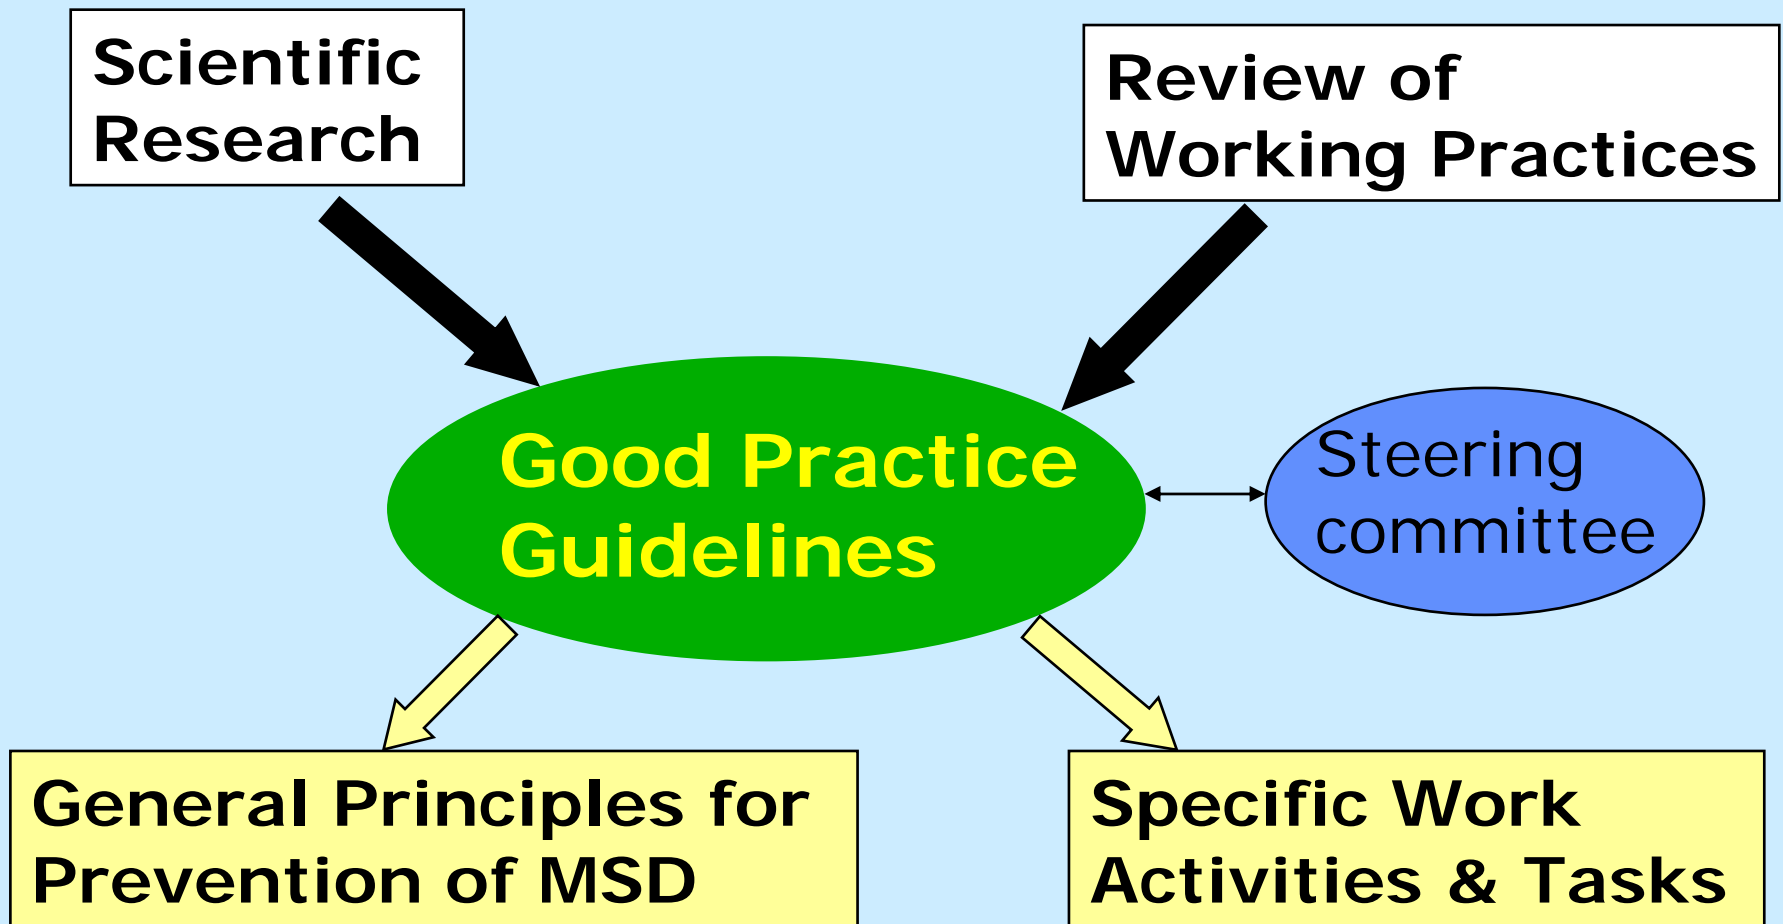 Scientific
Research
Review of
Working Practices
Good Practice
Guidelines
Steering
committee
General Principles for
Prevention of MSD
Specific Work
Activities & Tasks